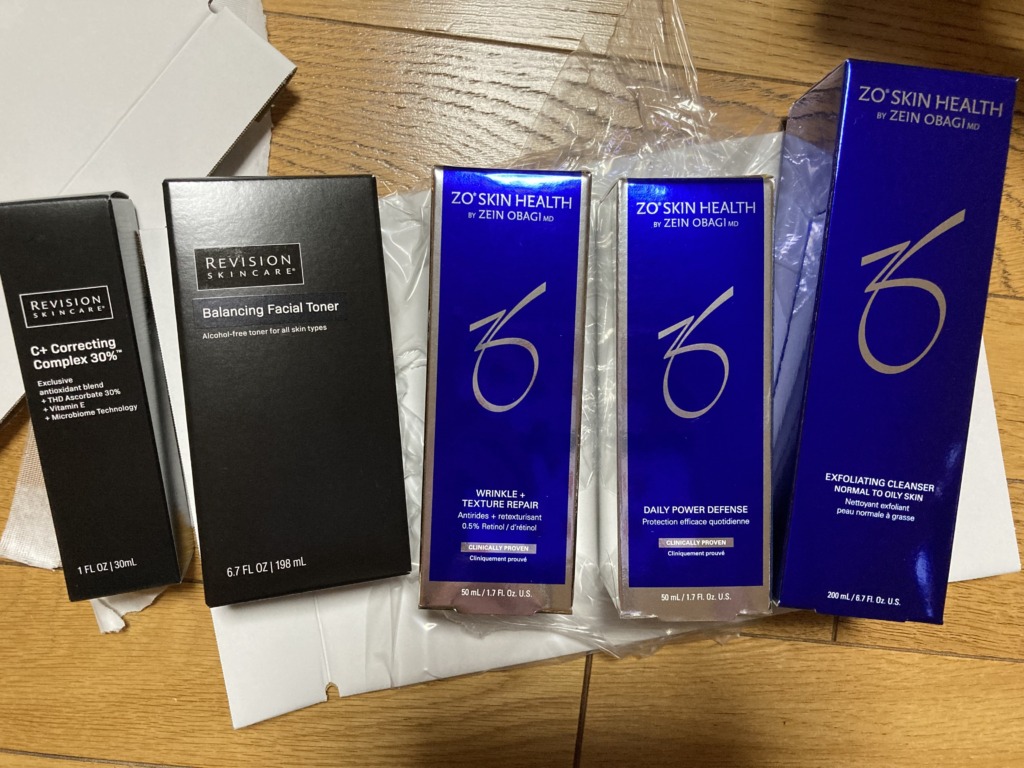 REVISION
SKINCARE®
C+ Correcting
Complex 30%™
Exclusive
antioxidant blend
+ THD Ascorbate 30%
+ Vitamin E
+ Microbiome Technology
1 FL OZ | 30mL
REVISION
SKINCARE®
Balancing Facial Toner
Alcohol-free toner for all skin types
6.7 FL OZ | 198 mL
ZO® SKIN HEALTH
BY ZEIN OBAGI MD
WRINKLE +
TEXTURE REPAIR
Antirides + retexturisant
0.5% Retinol / d'rétinol
CLINICALLY PROVEN
Cliniquement prouvé
50 mL / 1.7 Fl. Oz. U.S.
ZO® SKIN HEALTH
BY ZEIN OBAGI MD
DAILY POWER DEFENSE
Protection efficace quotidienne
CLINICALLY PROVEN
Cliniquement prouvé
50 mL / 1.7 Fl. Oz. U.S.
ZO® SKIN HEALTH
BY ZEIN OBAGI MD
EXFOLIATING CLEANSER
NORMAL TO OILY SKIN
Nettoyant exfoliant
peau normale à grasse
200 mL / 6.7 Fl. Oz. U.S.